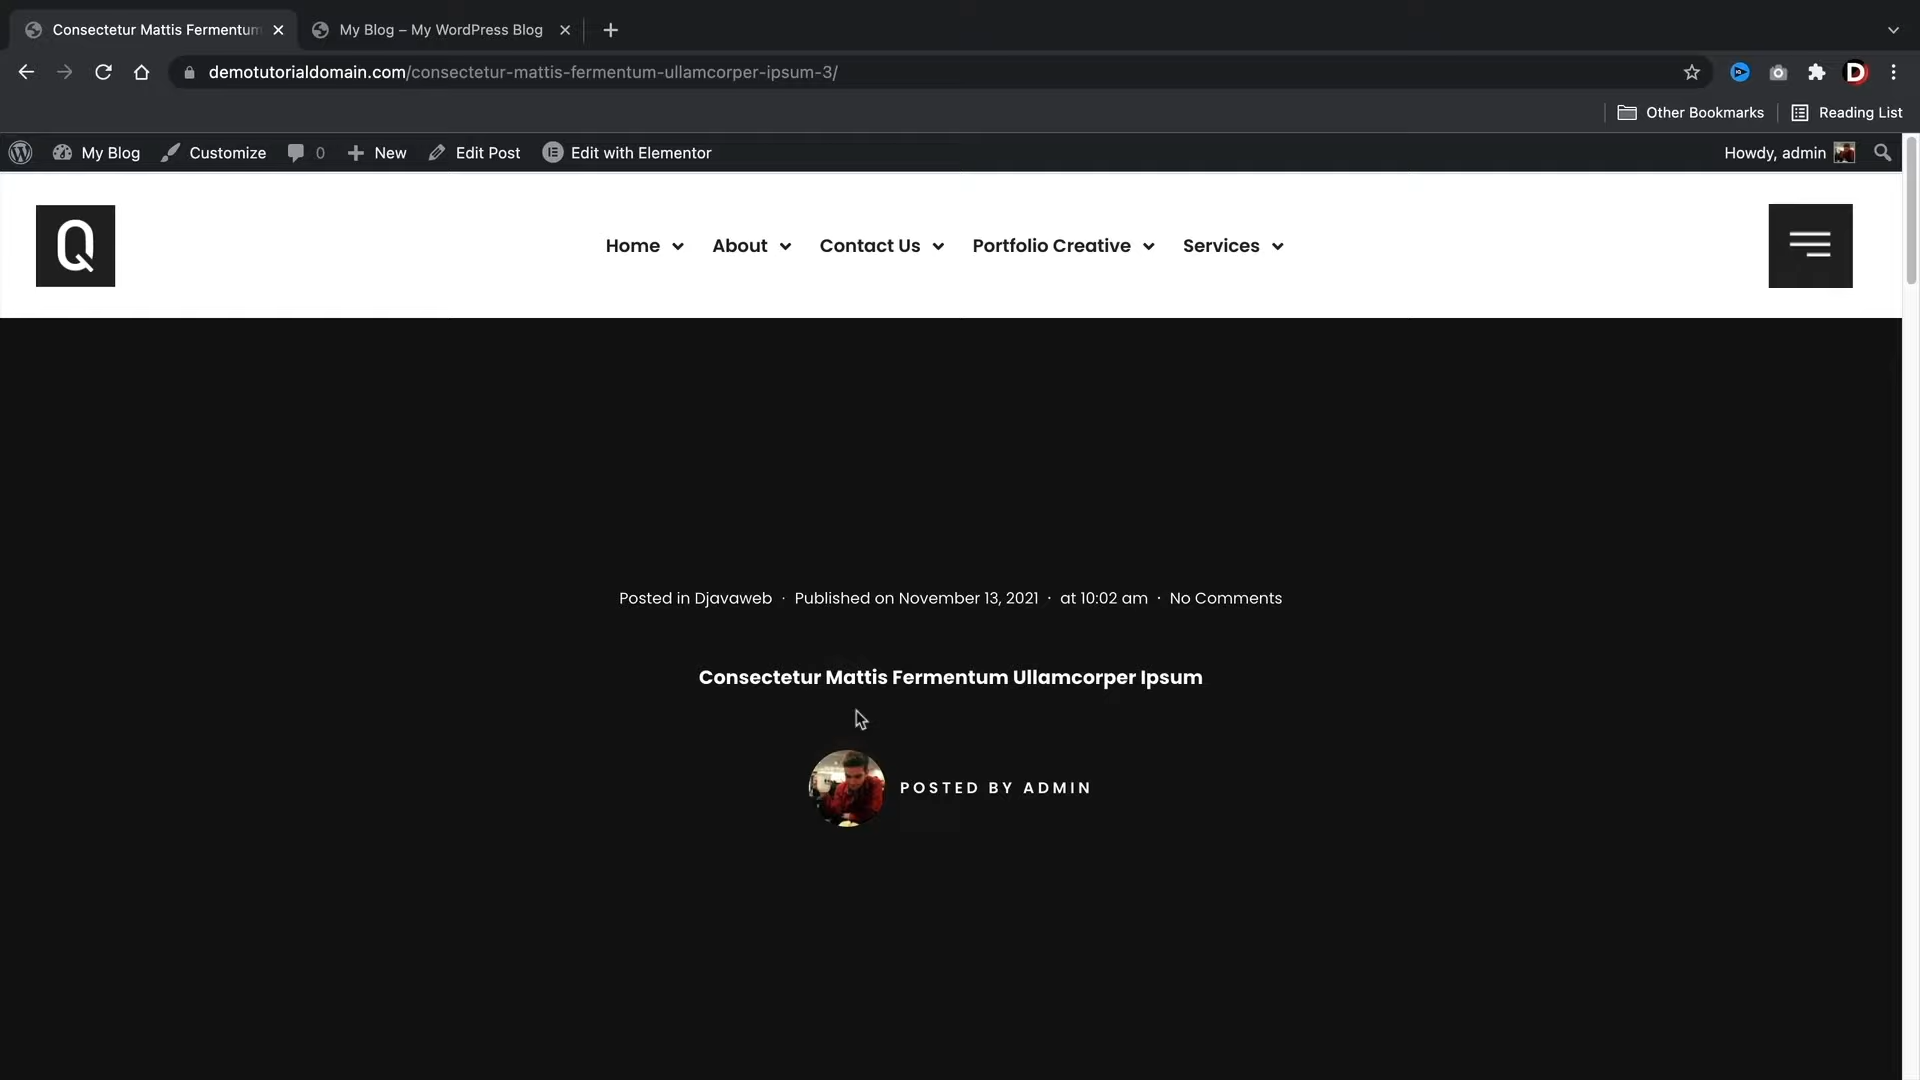 Consectetur Mattis Fermentum
My Blog – My WordPress Blog
demotutorialdomain.com/consectetur-mattis-fermentum-ullamcorper-ipsum-3/
D
Other Bookmarks
Reading List
My Blog
Customize
0
New
Edit Post
Edit with Elementor
Howdy, admin
Q
Home
About
Contact Us
Portfolio Creative
Services
Posted in Djavaweb · Published on November 13, 2021 · at 10:02 am · No Comments
Consectetur Mattis Fermentum Ullamcorper Ipsum
POSTED BY ADMIN